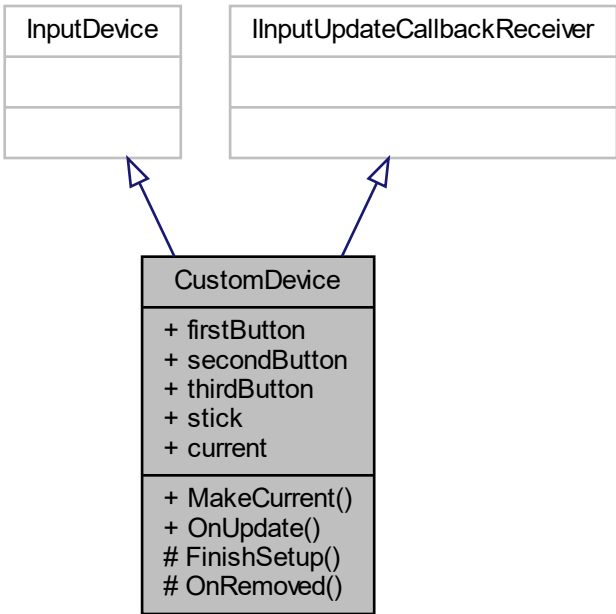 InputDevice
IInputUpdateCallbackReceiver
CustomDevice
+ firstButton
+ secondButton
+ thirdButton
+ stick
+ current
+ MakeCurrent()
+ OnUpdate()
# FinishSetup()
# OnRemoved()